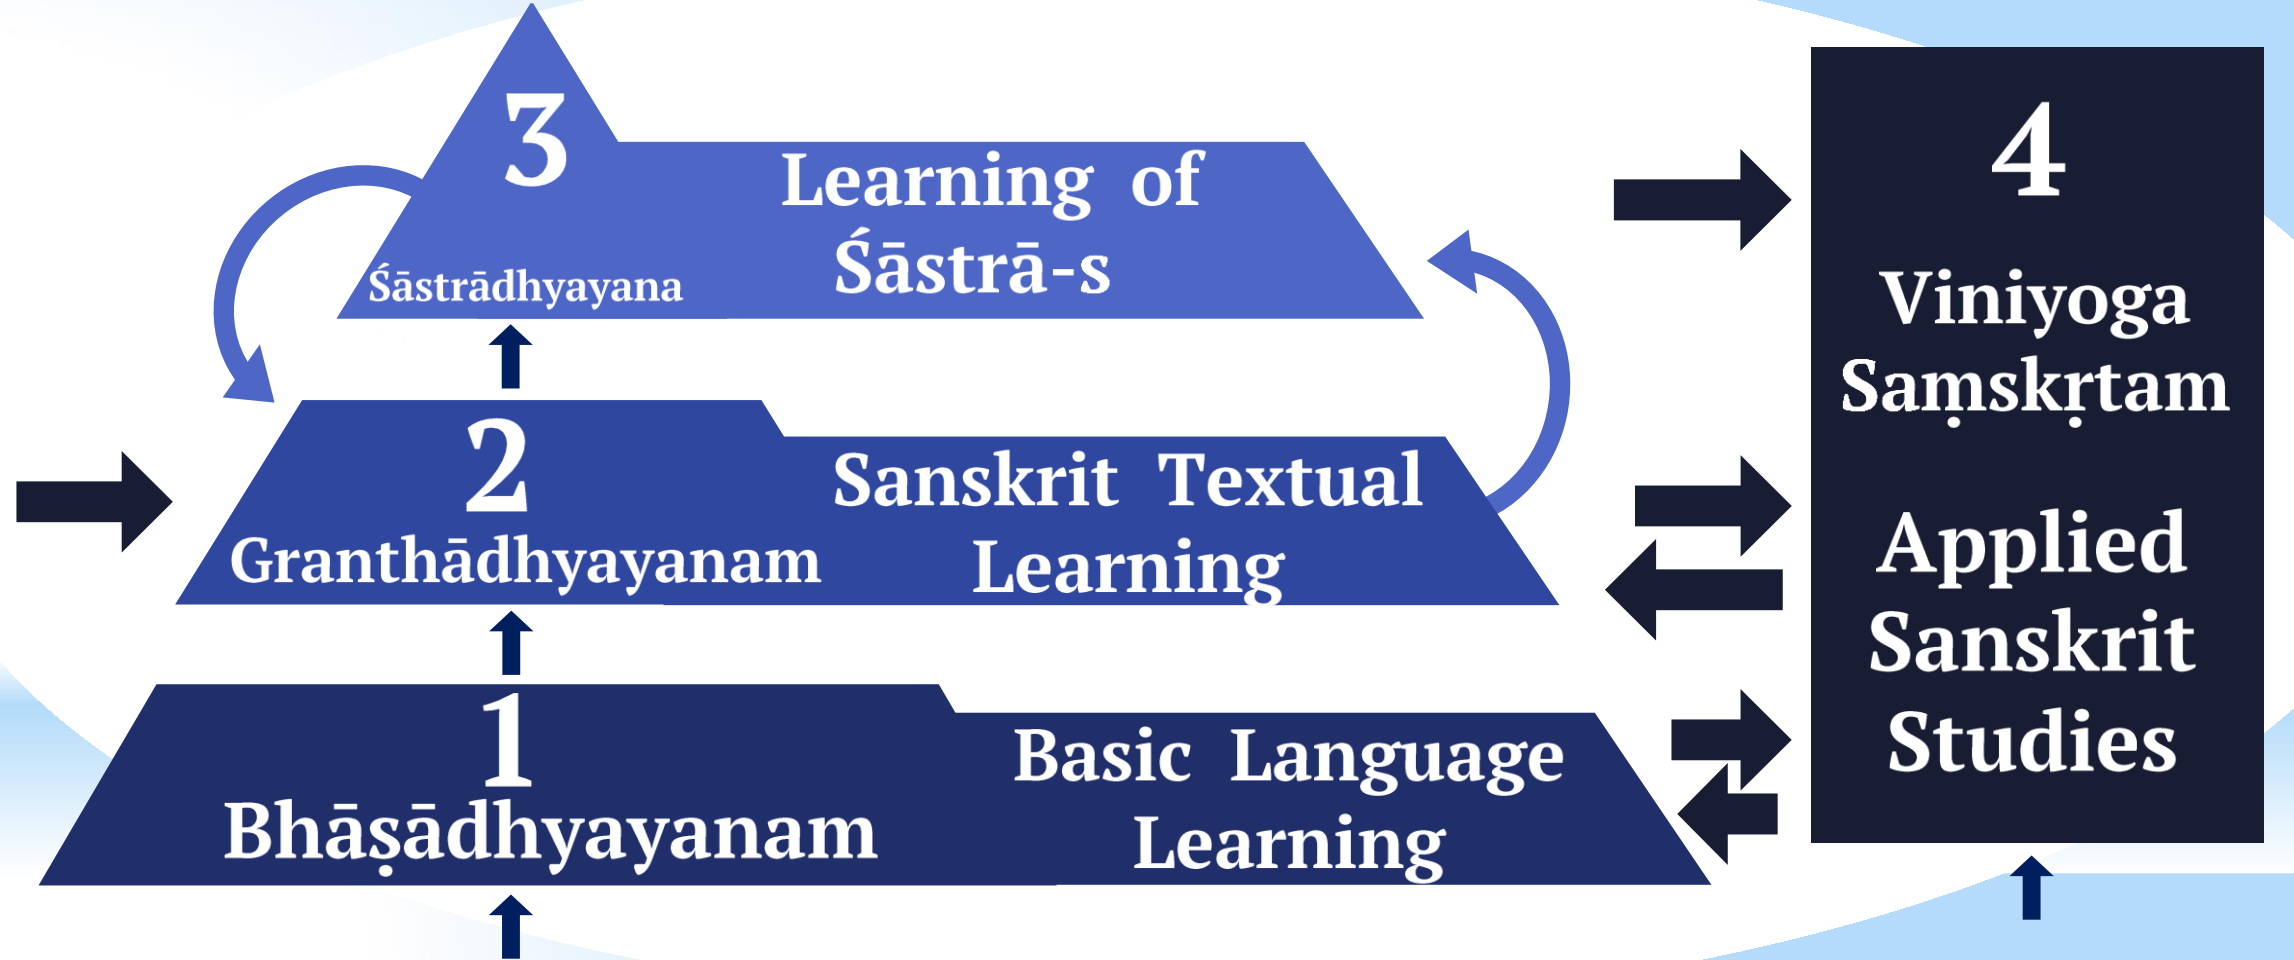 3
Śāstrādhyayana
Learning of
Śāstrā-s
2
Granthādhyayanam
Sanskrit Textual
Learning
1
Bhāṣādhyayanam
Basic Language
Learning
4
Viniyoga
Saṃskṛtam
Applied
Sanskrit
Studies